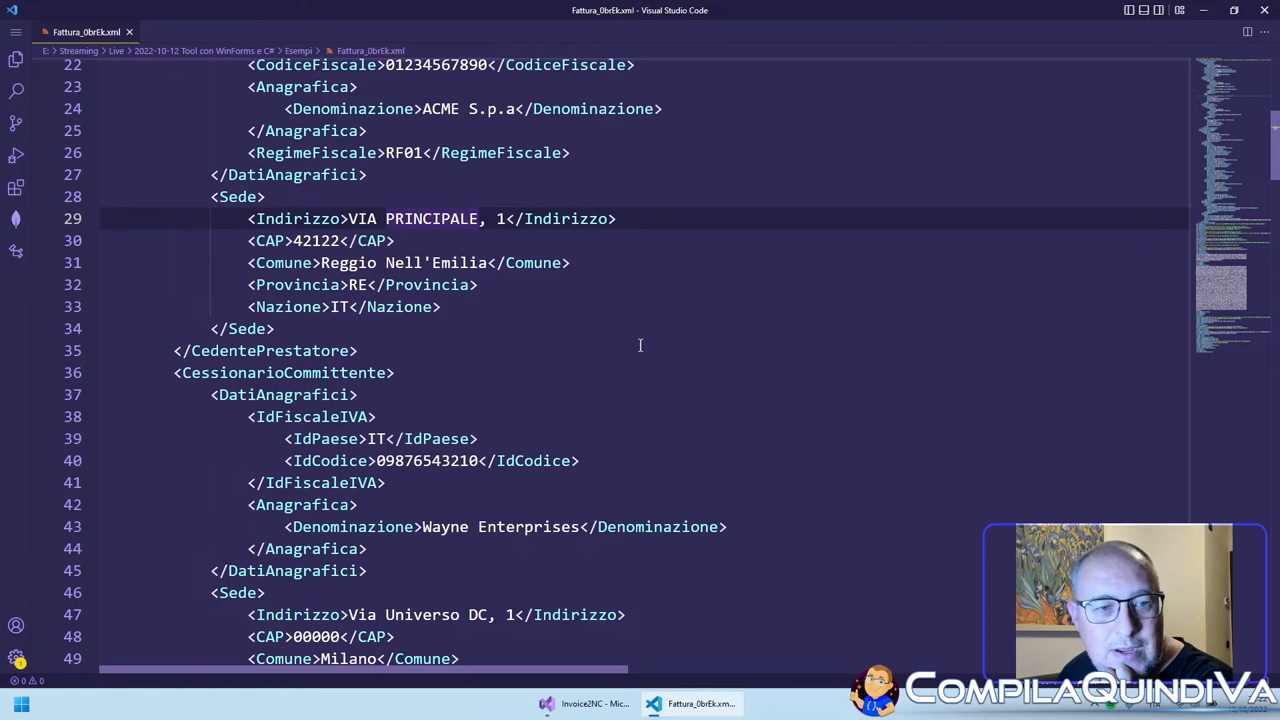 Fattura_0brEk.xml - Visual Studio Code
Fattura_0brEk.xml
E: > Streaming > Live > 2022-10-12 Tool con WinForms e C# > Esempi > Fattura_0brEk.xml
22 <CodiceFiscale>01234567890</CodiceFiscale>
23 <Anagrafica>
24 <Denominazione>ACME S.p.a</Denominazione>
25 </Anagrafica>
26 <RegimeFiscale>RF01</RegimeFiscale>
27 </DatiAnagrafici>
28 <Sede>
29 <Indirizzo>VIA PRINCIPALE, 1</Indirizzo>
30 <CAP>42122</CAP>
31 <Comune>Reggio Nell'Emilia</Comune>
32 <Provincia>RE</Provincia>
33 <Nazione>IT</Nazione>
34 </Sede>
35 </CedentePrestatore>
36 <CessionarioCommittente>
37 <DatiAnagrafici>
38 <IdFiscaleIVA>
39 <IdPaese>IT</IdPaese>
40 <IdCodice>09876543210</IdCodice>
41 </IdFiscaleIVA>
42 <Anagrafica>
43 <Denominazione>Wayne Enterprises</Denominazione>
44 </Anagrafica>
45 </DatiAnagrafici>
46 <Sede>
47 <Indirizzo>Via Universo DC, 1</Indirizzo>
48 <CAP>00000</CAP>
49 <Comune>Milano</Comune>
0 0
COMPILAQUINDIVA
Invoice2NC - Mic...
Fattura_0brEk.xm...